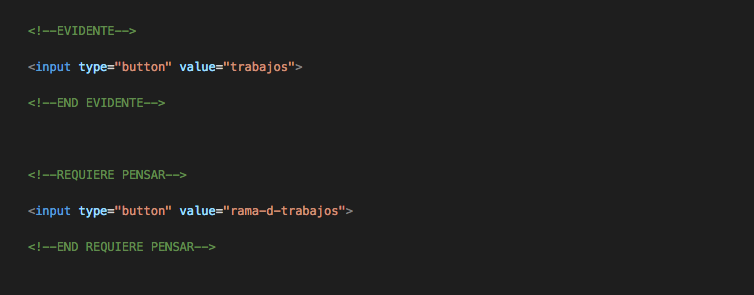 <!--EVIDENTE-->
<input type="button" value="trabajos">
<!--END EVIDENTE-->
<!--REQUIERE PENSAR-->
<input type="button" value="rama-d-trabajos">
<!--END REQUIERE PENSAR-->